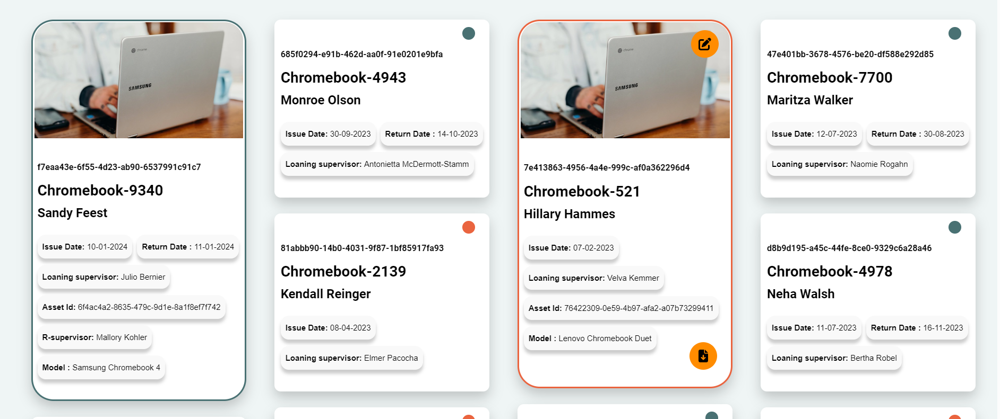 chrome
SAMSUNG
f7eaa43e-6f55-4d23-ab90-6537991c91c7
Chromebook-9340
Sandy Feest
Issue Date: 10-01-2024 Return Date : 11-01-2024
Loaning supervisor: Julio Bernier
Asset Id: 6f4ac4a2-8635-479c-9d1e-8a1f8ef7f742
R-supervisor: Mallory Kohler
Model : Samsung Chromebook 4
685f0294-e91b-462d-aa0f-91e0201e9bfa
Chromebook-4943
Monroe Olson
Issue Date: 30-09-2023 Return Date : 14-10-2023
Loaning supervisor: Antonietta McDermott-Stamm
81abbb90-14b0-4031-9f87-1bf85917fa93
Chromebook-2139
Kendall Reinger
Issue Date: 08-04-2023
Loaning supervisor: Elmer Pacocha
chrome
SAMSUNG
7e413863-4956-4a4e-999c-af0a362296d4
Chromebook-521
Hillary Hammes
Issue Date: 07-02-2023
Loaning supervisor: Velva Kemmer
Asset Id: 76422309-0e59-4b97-afa2-a07b73299411
Model : Lenovo Chromebook Duet
47e401bb-3678-4576-be20-df588e292d85
Chromebook-7700
Maritza Walker
Issue Date: 12-07-2023 Return Date : 30-08-2023
Loaning supervisor: Naomie Rogahn
d8b9d195-a45c-44fe-8ce0-9329c6a28a46
Chromebook-4978
Neha Walsh
Issue Date: 11-07-2023 Return Date : 16-11-2023
Loaning supervisor: Bertha Robel